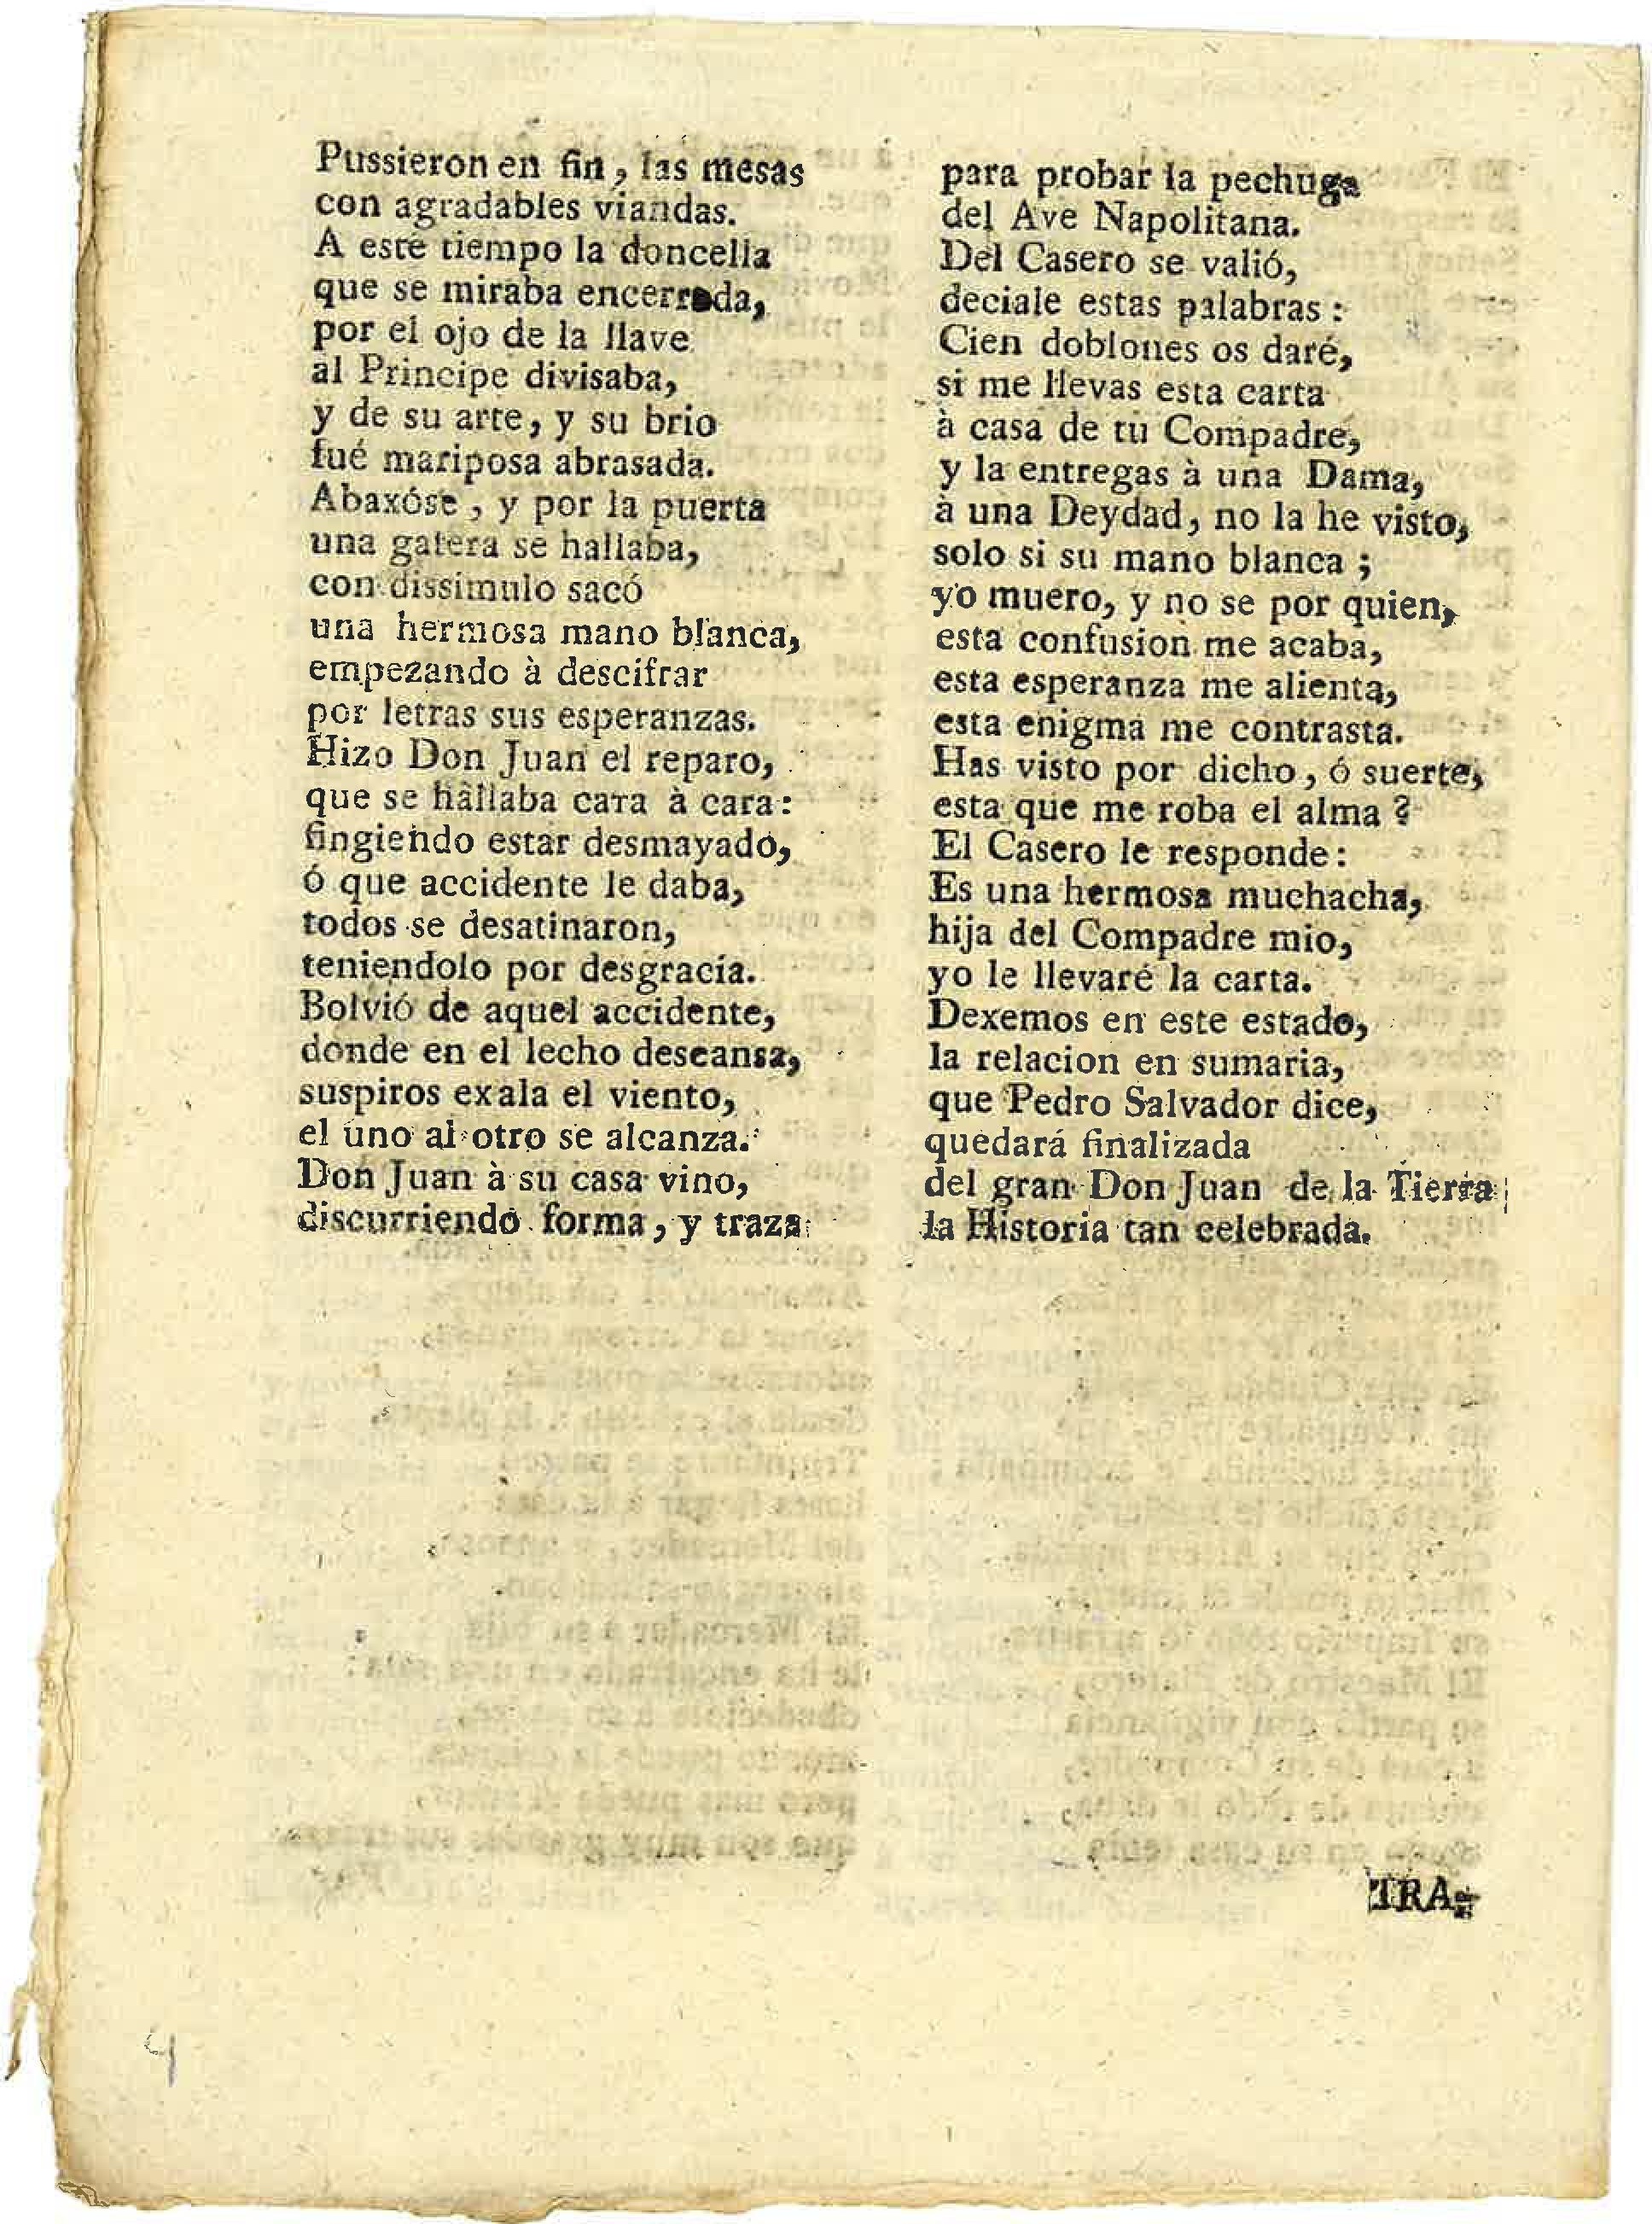 Pussieron en fin, las mesas
con agradables viandas.
A este tiempo la doncella
que se miraba encerrada,
por el ojo de la llave
al Principe divisaba,
y de su arte, y su brio
fué mariposa abrasada.
Abaxóse, y por la puerta
una gatera se hallaba,
con dissimulo sacó
una hermosa mano blanca,
empezando à descifrar
por letras sus esperanzas.
Hizo Don Juan el reparo,
que se hallaba cara à cara:
fingiendo estar desmayado,
ó que accidente le daba,
todos se desatinaron,
teniendolo por desgracia.
Bolvió de aquel accidente,
donde en el lecho descansa,
suspiros exala el viento,
el uno al otro se alcanza.
Don Juan à su casa vino,
discurriendo forma, y traza
para probar la pechuga
del Ave Napolitana.
Del Casero se valió,
deciale estas palabras:
Cien doblones os daré,
si me llevas esta carta
à casa de tu Compadre,
y la entregas à una Dama,
à una Deydad, no la he visto,
solo si su mano blanca;
yo muero, y no se por quien,
esta confusion me acaba,
esta esperanza me alienta,
esta enigma me contrasta.
Has visto por dicho, ó suerte,
esta que me roba el alma?
El Casero le responde:
Es una hermosa muchacha,
hija del Compadre mio,
yo le llevaré la carta.
Dexemos en este estado,
la relacion en sumaria,
que Pedro Salvador dice,
quedará finalizada
del gran Don Juan de la Tierra
la Historia tan celebrada.
TRA-
4